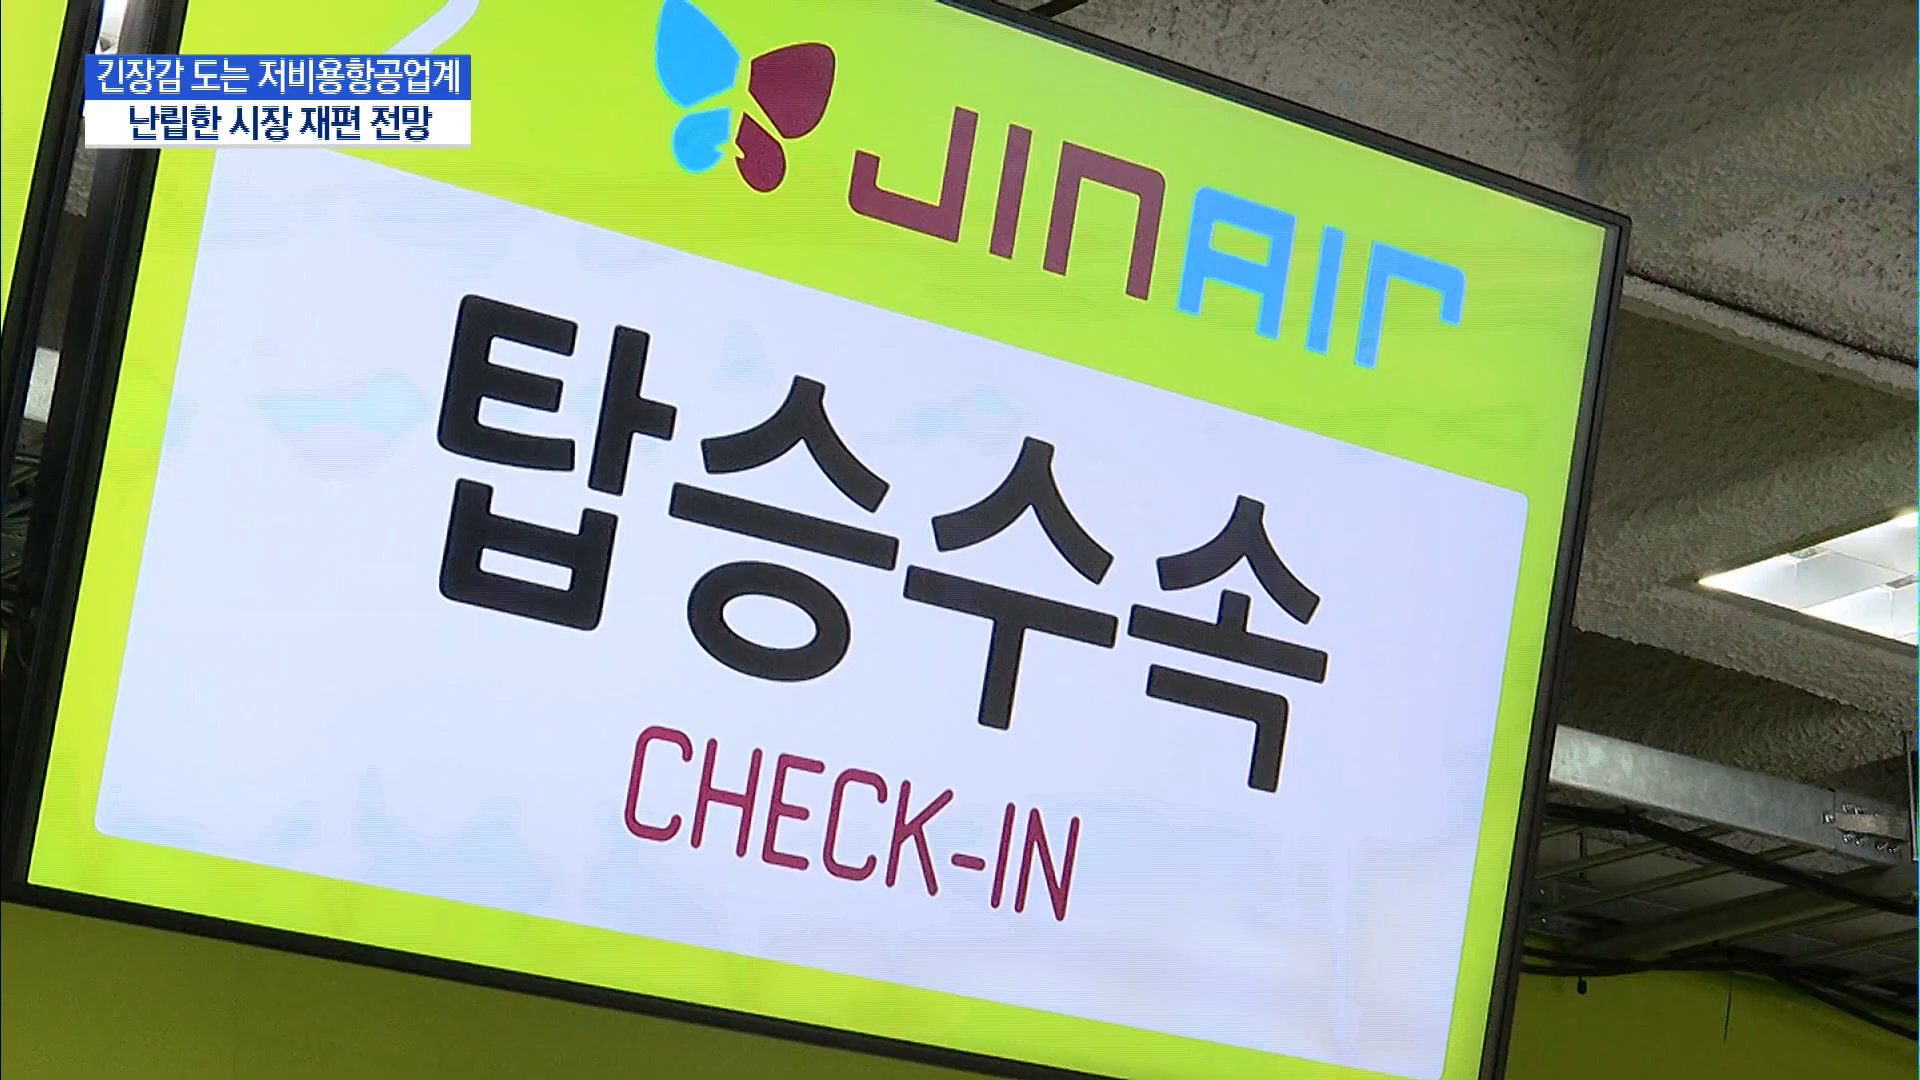 긴장감 도는 저비용항공업계
난립한 시장 재편 전망
JINAIR
탑승수속
CHECK-IN